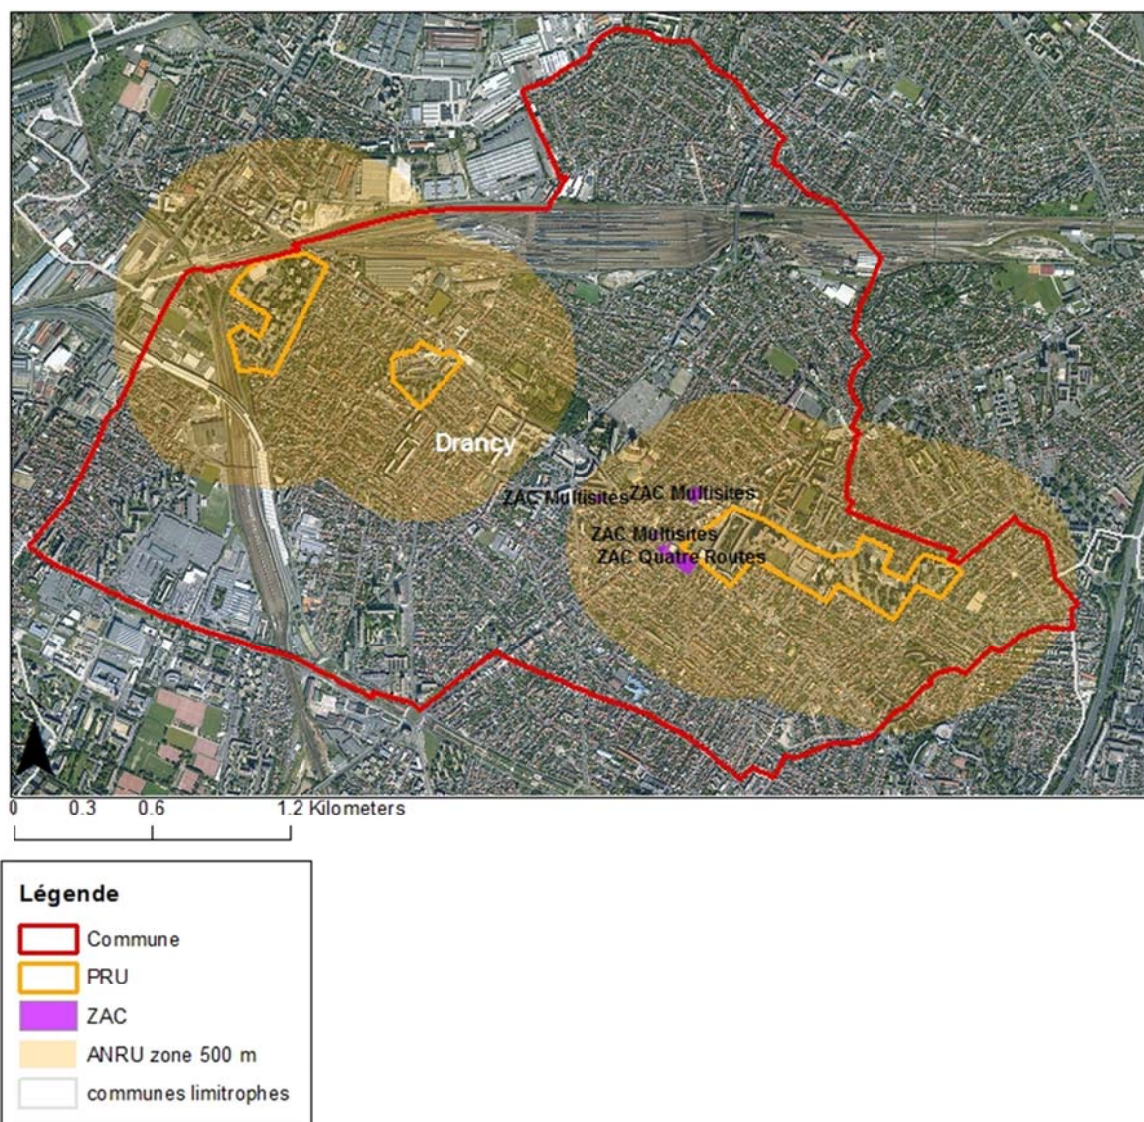 Drancy
ZAC Multisites
ZAC Multisites
ZAC Multisites
ZAC Quatre Routes
0 0.3 0.6 1.2 Kilometers
Légende
Commune
PRU
ZAC
ANRU zone 500 m
communes limitrophes